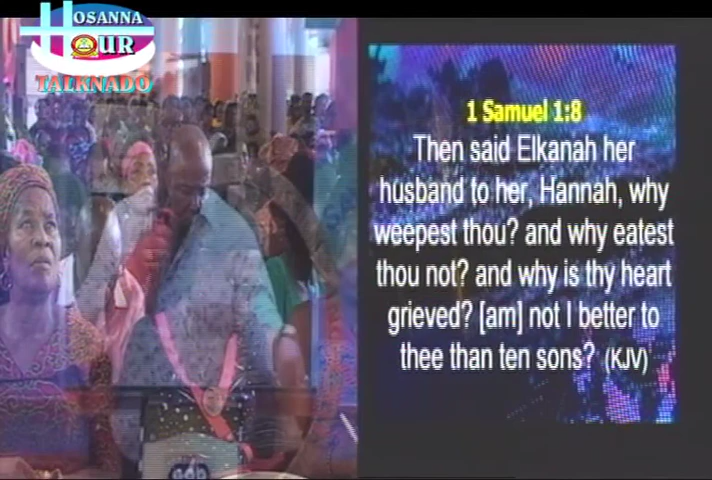 HOSANNA
HOUR
TALKNADO
1 Samuel 1:8
Then said Elkanah her
husband to her, Hannah, why
weepest thou? and why eatest
thou not? and why is thy heart
grieved? [am] not I better to
thee than ten sons? (KJV)